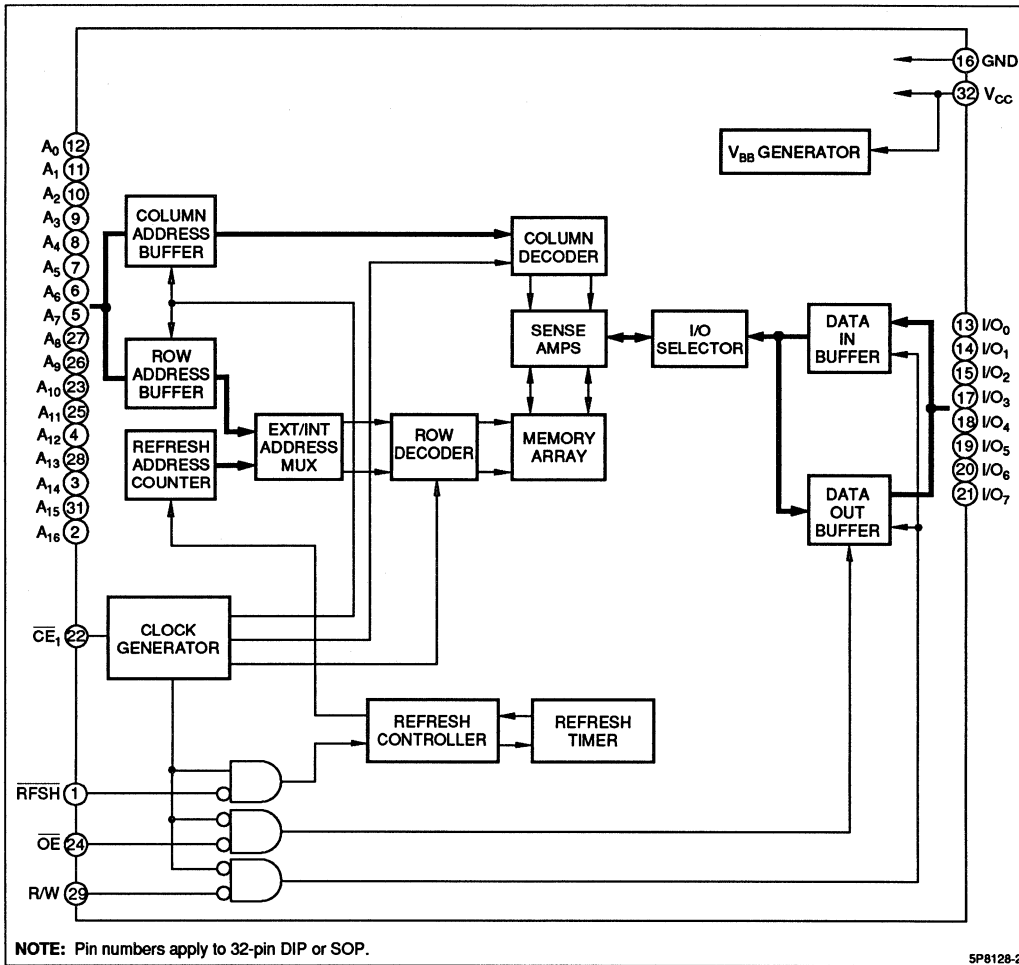 16 GND
32 VCC
VBB GENERATOR
A0 12
A1 11
A2 10
A3 9
A4 8
A5 7
A6 6
A7 5
A8 27
A9 26
A10 23
A11 25
A12 4
A13 28
A14 3
A15 31
A16 2
COLUMN
ADDRESS
BUFFER
ROW
ADDRESS
BUFFER
REFRESH
ADDRESS
COUNTER
EXT/INT
ADDRESS
MUX
ROW
DECODER
COLUMN
DECODER
SENSE
AMPS
MEMORY
ARRAY
I/O
SELECTOR
DATA
IN
BUFFER
DATA
OUT
BUFFER
13 I/O0
14 I/O1
15 I/O2
17 I/O3
18 I/O4
19 I/O5
20 I/O6
21 I/O7
C̅E̅1 22
CLOCK
GENERATOR
REFRESH
CONTROLLER
REFRESH
TIMER
R̅F̅S̅H̅ 1
O̅E̅ 24
R/W 29
NOTE: Pin numbers apply to 32-pin DIP or SOP.
5P8128-2